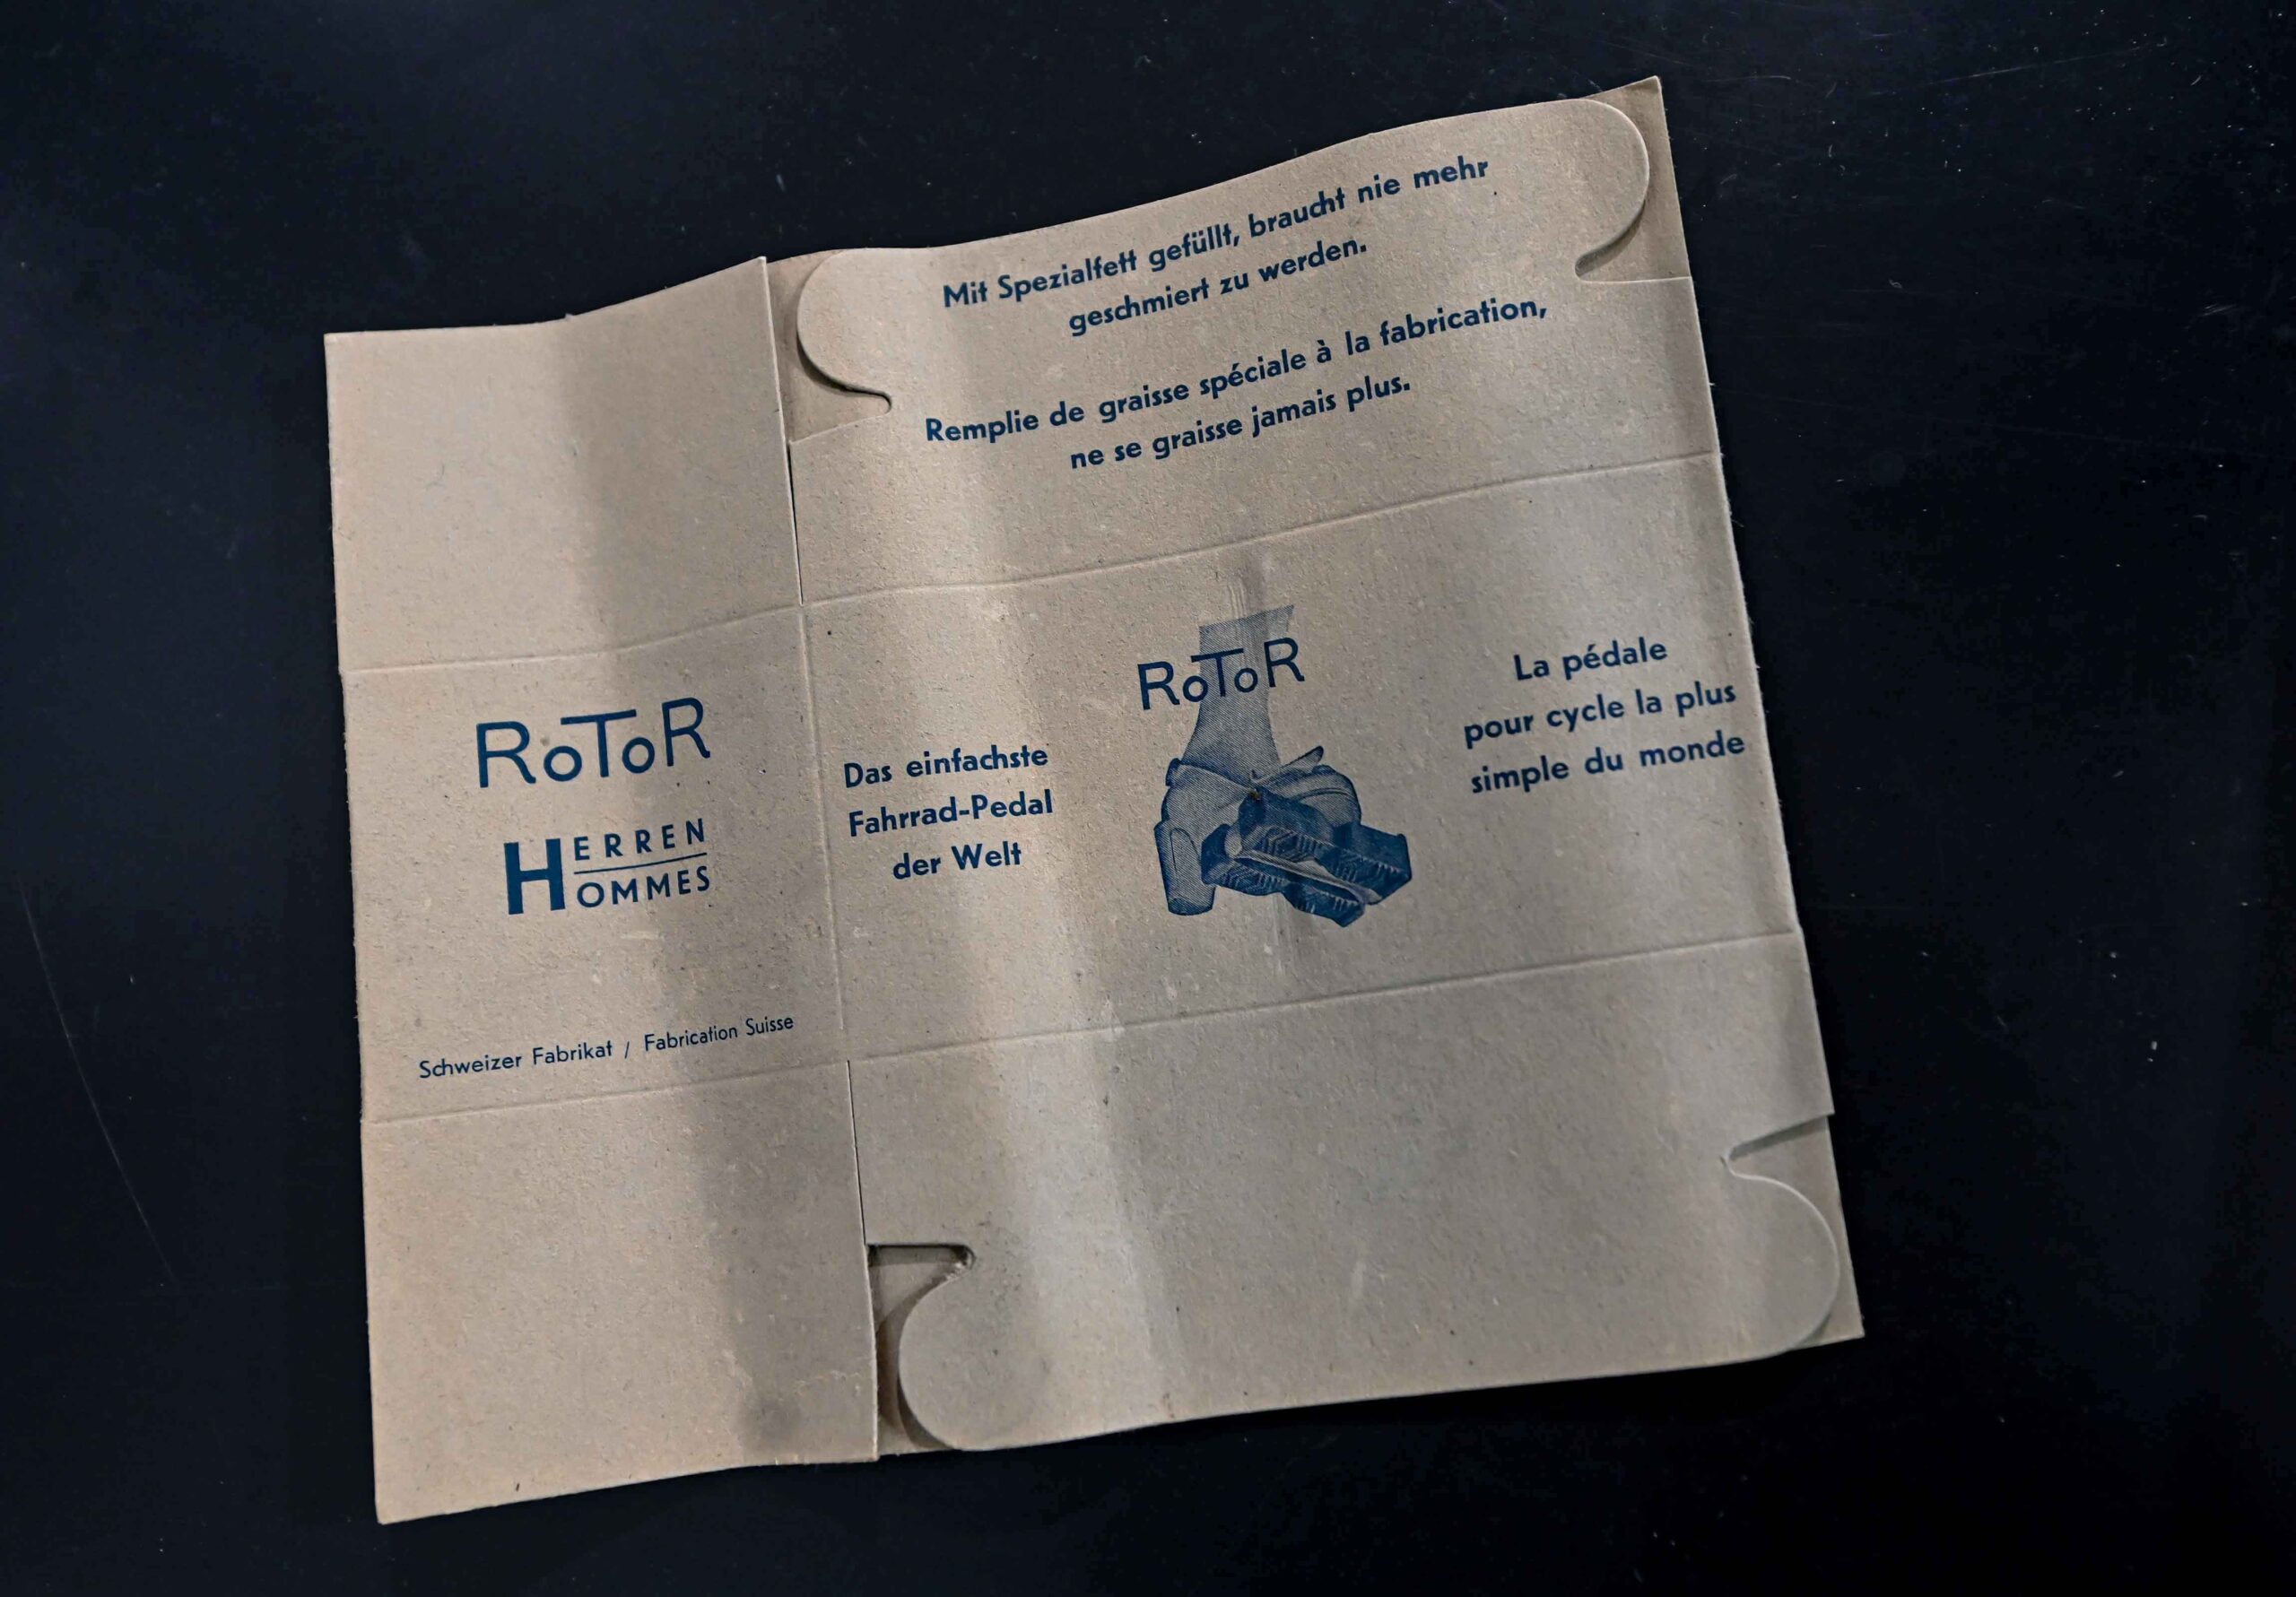 Mit Spezialfett gefüllt, braucht nie mehr
geschmiert zu werden.
Remplie de graisse spéciale à la fabrication,
ne se graisse jamais plus.
RoToR
HERREN
HOMMES
Schweizer Fabrikat / Fabrication Suisse
Das einfachste
Fahrrad-Pedal
der Welt
RoToR
La pédale
pour cycle la plus
simple du monde